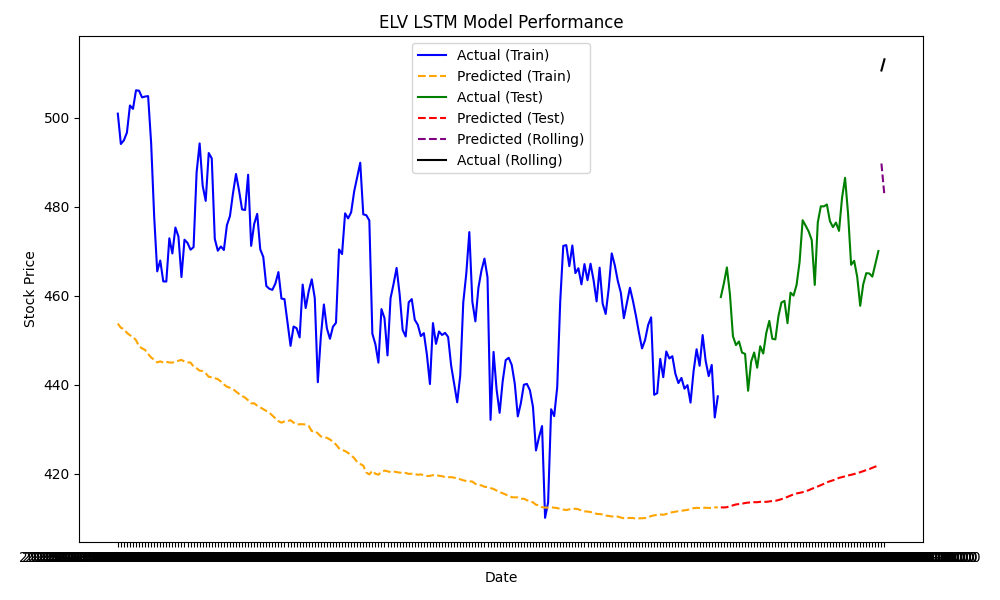 ELV LSTM Model Performance
Actual (Train)
Predicted (Train)
Actual (Test)
Predicted (Test)
Predicted (Rolling)
Actual (Rolling)
500
480
460
440
420
Stock Price
Date